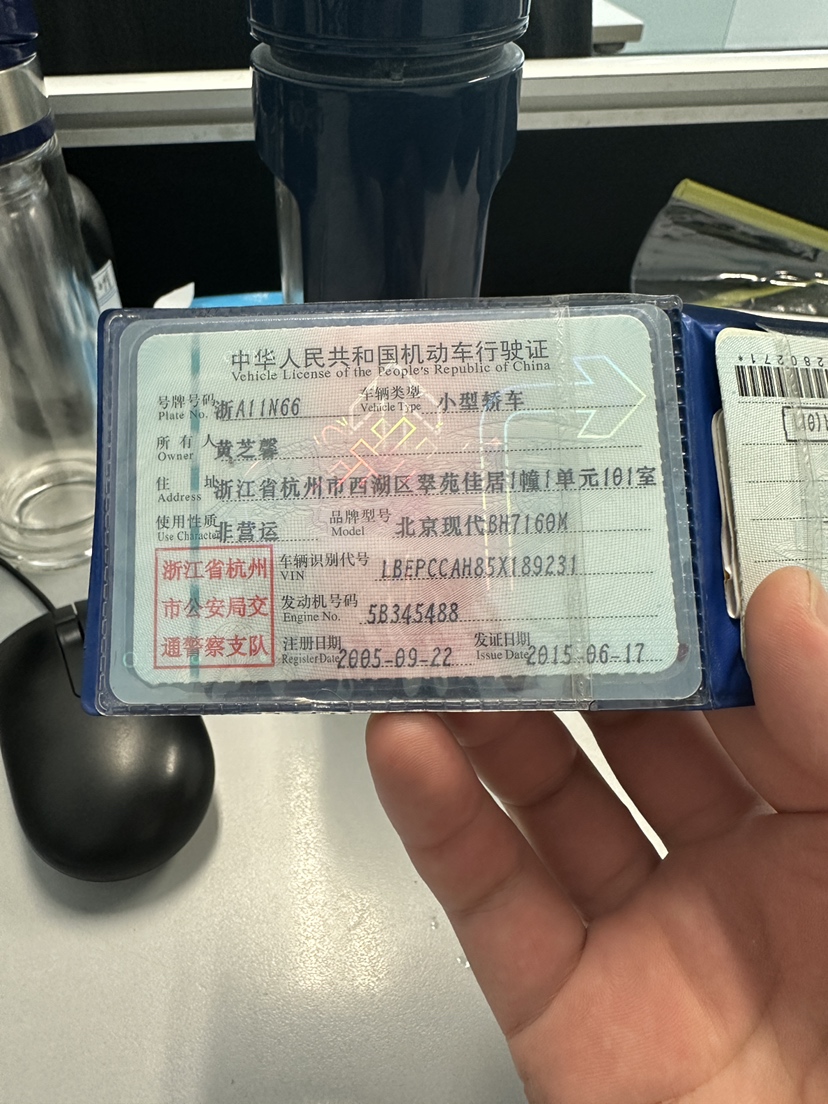 中华人民共和国机动车行驶证
Vehicle License of the People's Republic of China
号牌号码 浙A11N66 车辆类型 小型轿车
Plate No. Vehicle Type
所有人 黄芝馨
Owner
住址 浙江省杭州市西湖区翠苑佳居1幢1单元101室
Address
使用性质 非营运 品牌型号 北京现代BH7160M
Use Character Model
浙江省杭州
市公安局交
通警察支队
车辆识别代号 LBEPCCAH85X189231
VIN
发动机号码 5B345488
Engine No.
注册日期 2005-09-22 发证日期 2015-06-17
Register Date Issue Date